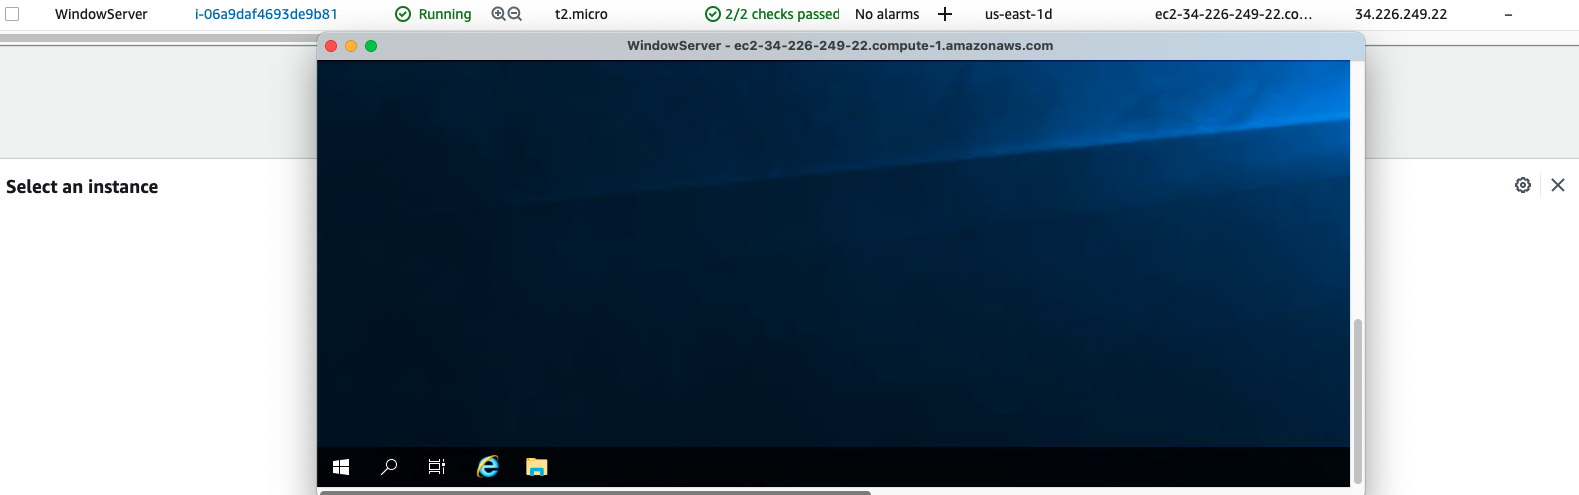 WindowServer i-06a9daf4693de9b81 Running t2.micro 2/2 checks passed No alarms + us-east-1d ec2-34-226-249-22.co... 34.226.249.22 –
WindowServer - ec2-34-226-249-22.compute-1.amazonaws.com
Select an instance